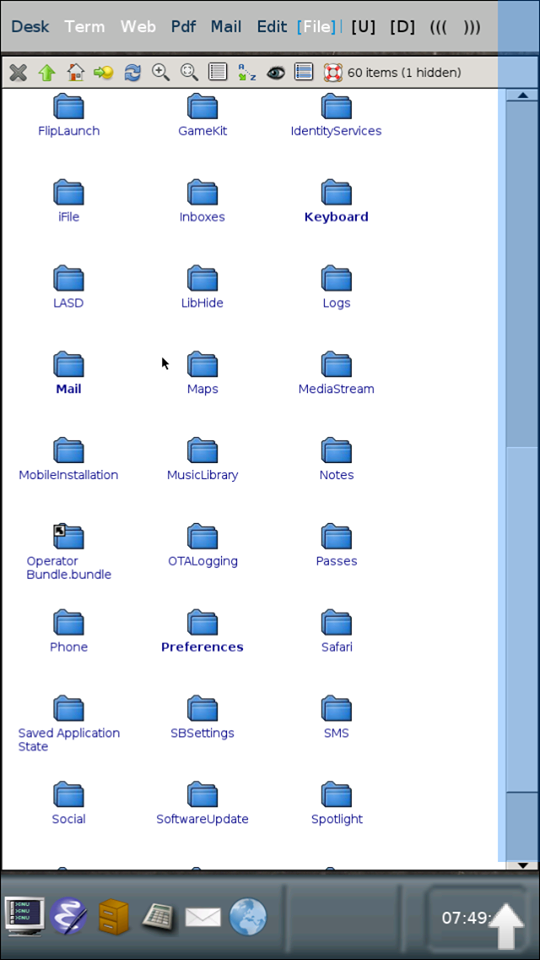 Desk Term Web Pdf Mail Edit [File] [U] [D] ((( )))
60 items (1 hidden)
FlipLaunch GameKit IdentityServices
iFile Inboxes Keyboard
LASD LibHide Logs
Mail Maps MediaStream
MobileInstallation MusicLibrary Notes
Operator
Bundle.bundle
OTALogging Passes
Phone Preferences Safari
Saved Application
State
SBSettings SMS
Social SoftwareUpdate Spotlight
07:49: